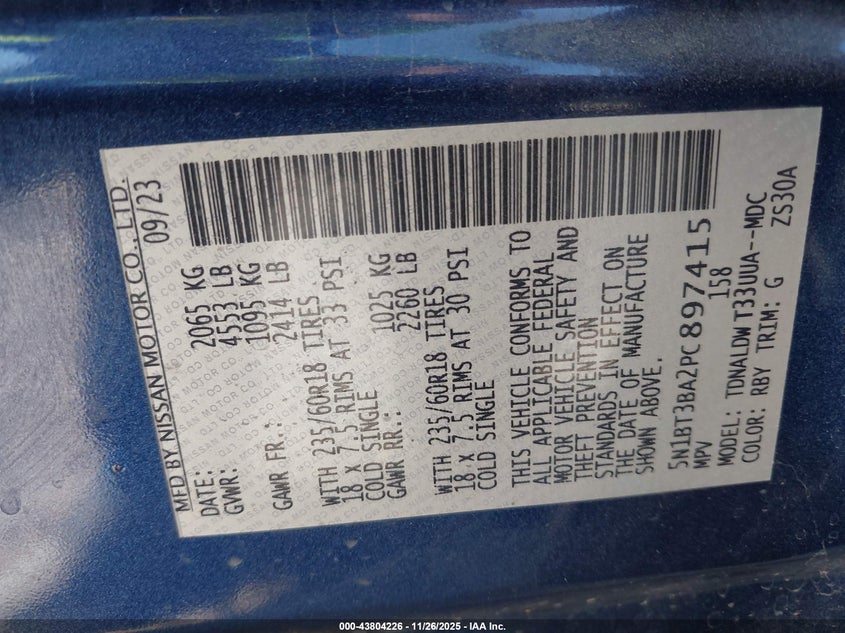 MFD BY NISSAN MOTOR CO., LTD.
DATE: 09/23
GVWR: 2065 KG
4553 LB
GAWR FR.: 1095 KG
2414 LB
WITH 235/60R18 TIRES
18 x 7.5 RIMS AT 33 PSI
COLD SINGLE
GAWR RR.: 1025 KG
2260 LB
WITH 235/60R18 TIRES
18 x 7.5 RIMS AT 30 PSI
COLD SINGLE
THIS VEHICLE CONFORMS TO
ALL APPLICABLE FEDERAL
MOTOR VEHICLE SAFETY AND
THEFT PREVENTION
STANDARDS IN EFFECT ON
THE DATE OF MANUFACTURE
SHOWN ABOVE.
5N1BT3BA2PC897415
MPV 158
MODEL: TDNALDW T33UUA--MDC
COLOR: RBY TRIM: G ZS30A
000-43804226 - 11/26/2025 - IAA Inc.